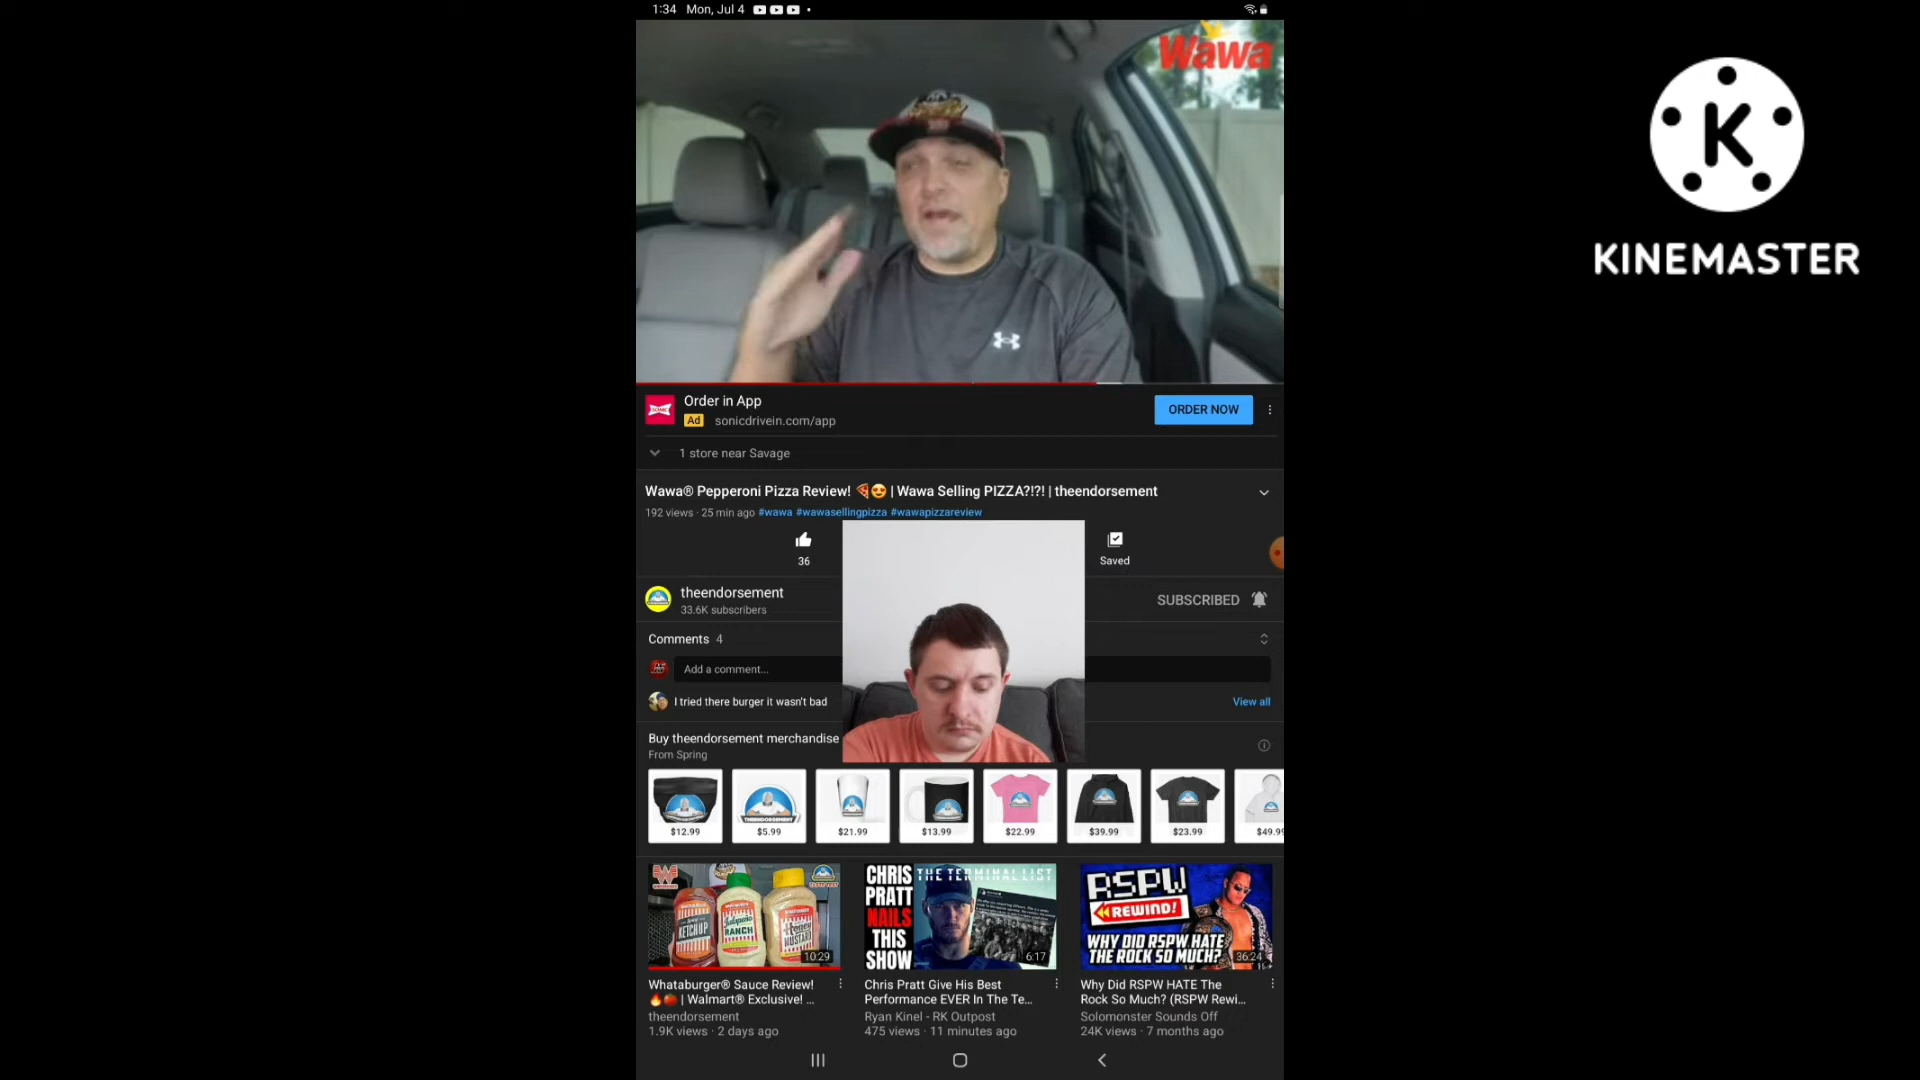 1:34 Mon, Jul 4
Wawa
K
KINEMASTER
Order in App
Ad sonicdrivein.com/app
ORDER NOW
1 store near Savage
Wawa® Pepperoni Pizza Review! 🍕😍 | Wawa Selling PIZZA?!?! | theendorsement
192 views · 25 min ago #wawa #wawasellingpizza #wawapizzareview
36
Saved
theendorsement
33.6K subscribers
SUBSCRIBED
Comments 4
Add a comment...
I tried there burger it wasn't bad
View all
Buy theendorsement merchandise
From Spring
$12.99
$5.99
$21.99
$13.99
$22.99
$39.99
$23.99
$49.99
KETCHUP
Jalapeño
RANCH
Honey
MUSTARD
10:29
CHRIS
PRATT
NAILS
THIS
SHOW
THE TERMINAL LIST
6:17
RSPW
REWIND!
WHY DID RSPW HATE
THE ROCK SO MUCH?
36:24
Whataburger® Sauce Review!
🔥🍅 | Walmart® Exclusive! ...
theendorsement
1.9K views · 2 days ago
Chris Pratt Give His Best
Performance EVER In The Te...
Ryan Kinel - RK Outpost
475 views · 11 minutes ago
Why Did RSPW HATE The
Rock So Much? (RSPW Rewi...
Solomonster Sounds Off
24K views · 7 months ago